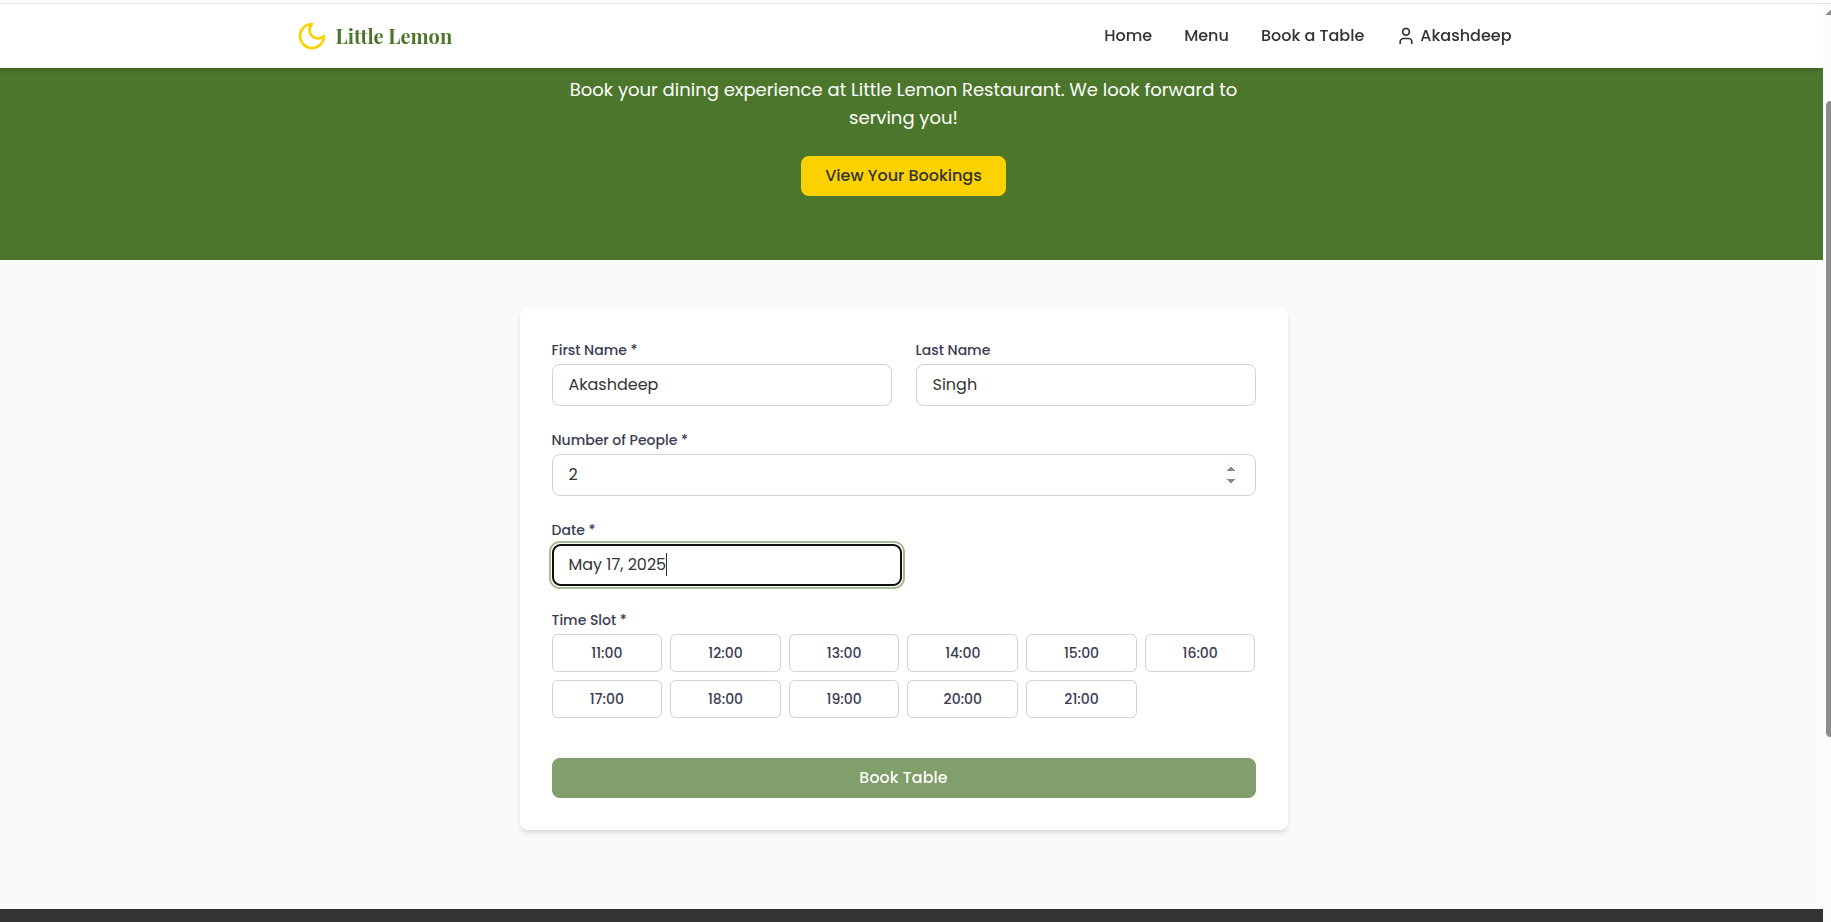 Little Lemon
Home Menu Book a Table Akashdeep
Book your dining experience at Little Lemon Restaurant. We look forward to
serving you!
View Your Bookings
First Name * Last Name
Akashdeep Singh
Number of People *
2
Date *
May 17, 2025
Time Slot *
11:00 12:00 13:00 14:00 15:00 16:00
17:00 18:00 19:00 20:00 21:00
Book Table